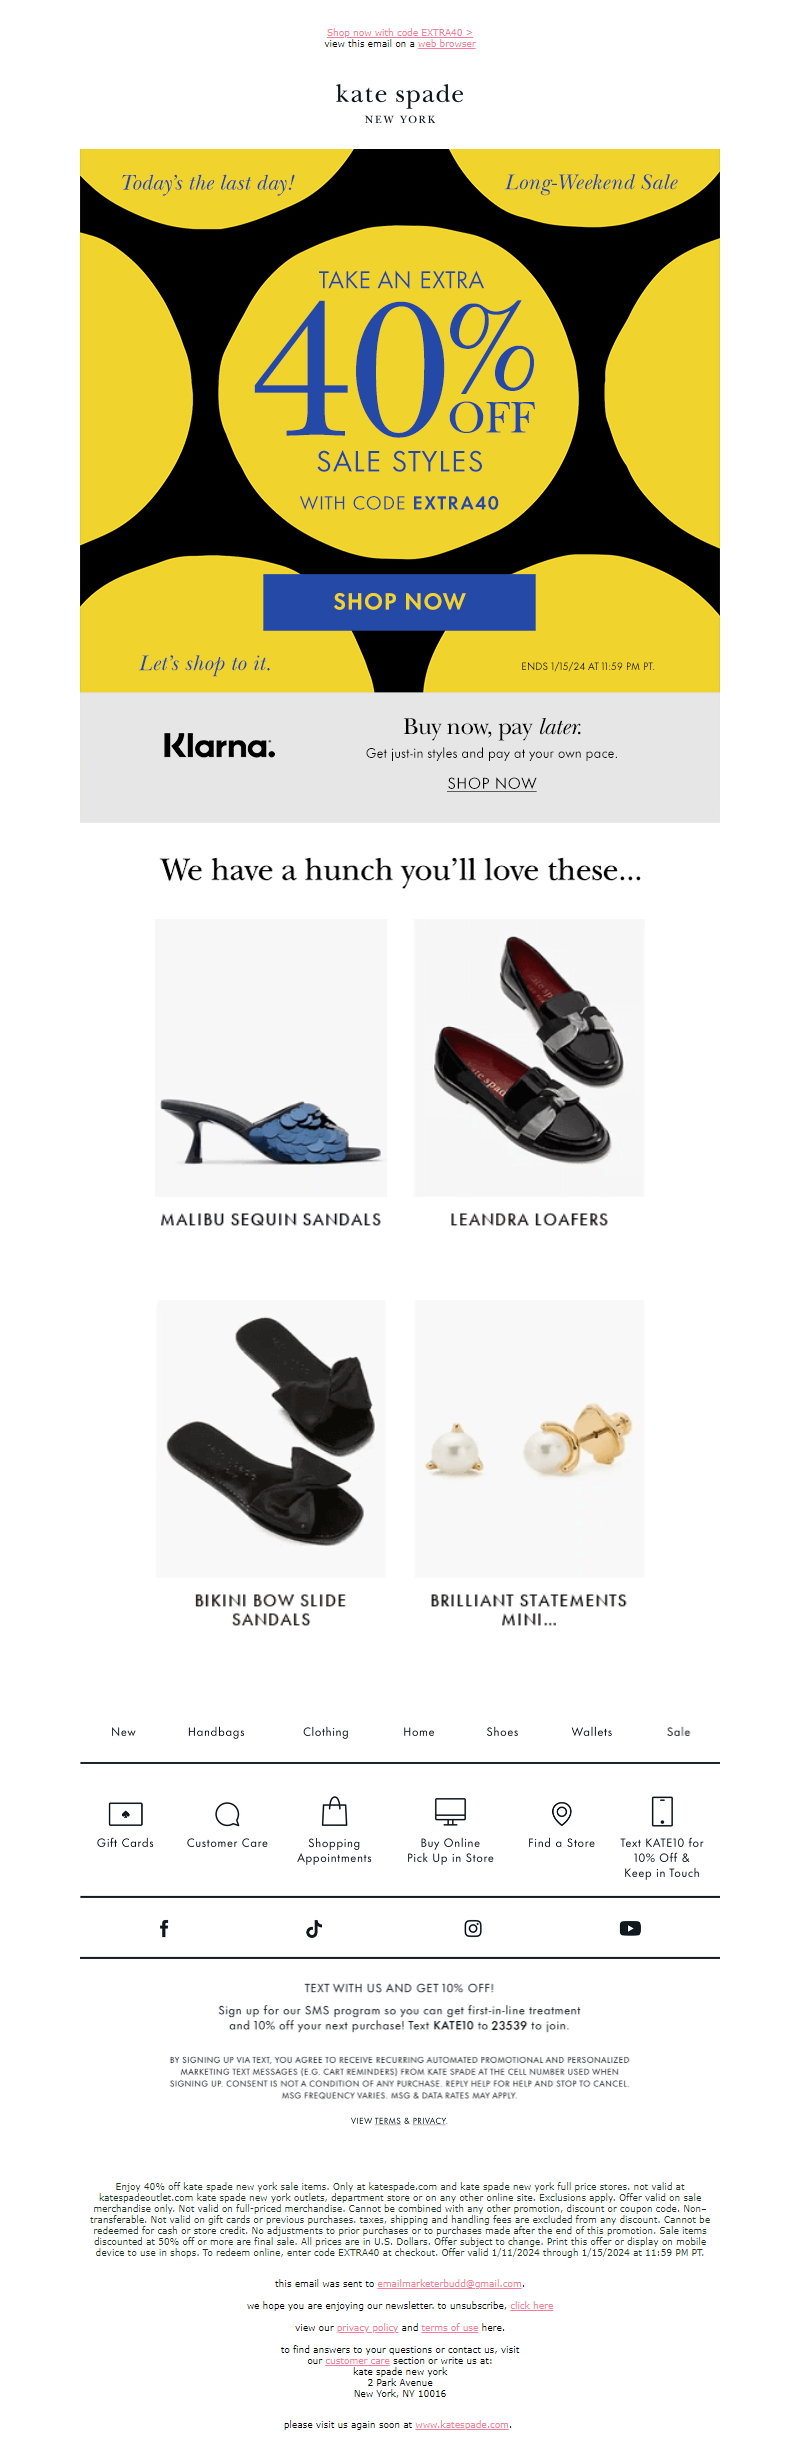 Shop now with code EXTRA40 >
view this email on a web browser
kate spade
NEW YORK
Today's the last day!
Long-Weekend Sale
TAKE AN EXTRA
40% OFF
SALE STYLES
WITH CODE EXTRA40
SHOP NOW
Let's shop to it.
ENDS 1/15/24 AT 11:59 PM PT.
Klarna.
Buy now, pay later.
Get just-in styles and pay at your own pace.
SHOP NOW
We have a hunch you'll love these...
kate spade
MALIBU SEQUIN SANDALS
LEANDRA LOAFERS
BIKINI BOW SLIDE
SANDALS
BRILLIANT STATEMENTS
MINI...
New
Handbags
Clothing
Home
Shoes
Wallets
Sale
Gift Cards
Customer Care
Shopping
Appointments
Buy Online
Pick Up in Store
Find a Store
Text KATE10 for
10% Off &
Keep in Touch
TEXT WITH US AND GET 10% OFF!
Sign up for our SMS program so you can get first-in-line treatment
and 10% off your next purchase! Text KATE10 to 23539 to join.
BY SIGNING UP VIA TEXT, YOU AGREE TO RECEIVE RECURRING AUTOMATED PROMOTIONAL AND PERSONALIZED
MARKETING TEXT MESSAGES (E.G. CART REMINDERS) FROM KATE SPADE AT THE CELL NUMBER USED WHEN
SIGNING UP. CONSENT IS NOT A CONDITION OF ANY PURCHASE. REPLY HELP FOR HELP AND STOP TO CANCEL.
MSG FREQUENCY VARIES. MSG & DATA RATES MAY APPLY.
VIEW TERMS & PRIVACY.
Enjoy 40% off kate spade new york sale items. Only at katespade.com and kate spade new york full price stores. not valid at
katespadeoutlet.com kate spade new york outlets, department store or on any other online site. Exclusions apply. Offer valid on sale
merchandise only. Not valid on full-priced merchandise. Cannot be combined with any other promotion, discount or coupon code. Non–
transferable. Not valid on gift cards or previous purchases. taxes, shipping and handling fees are excluded from any discount. Cannot be
redeemed for cash or store credit. No adjustments to prior purchases or to purchases made after the end of this promotion. Sale items
discounted at 50% off or more are final sale. All prices are in U.S. Dollars. Offer subject to change. Print this offer or display on mobile
device to use in shops. To redeem online, enter code EXTRA40 at checkout. Offer valid 1/11/2024 through 1/15/2024 at 11:59 PM PT.
this email was sent to emailmarketerbudd@gmail.com.
we hope you are enjoying our newsletter. to unsubscribe, click here
view our privacy policy and terms of use here.
to find answers to your questions or contact us, visit
our customer care section or write us at:
kate spade new york
2 Park Avenue
New York, NY 10016
please visit us again soon at www.katespade.com.